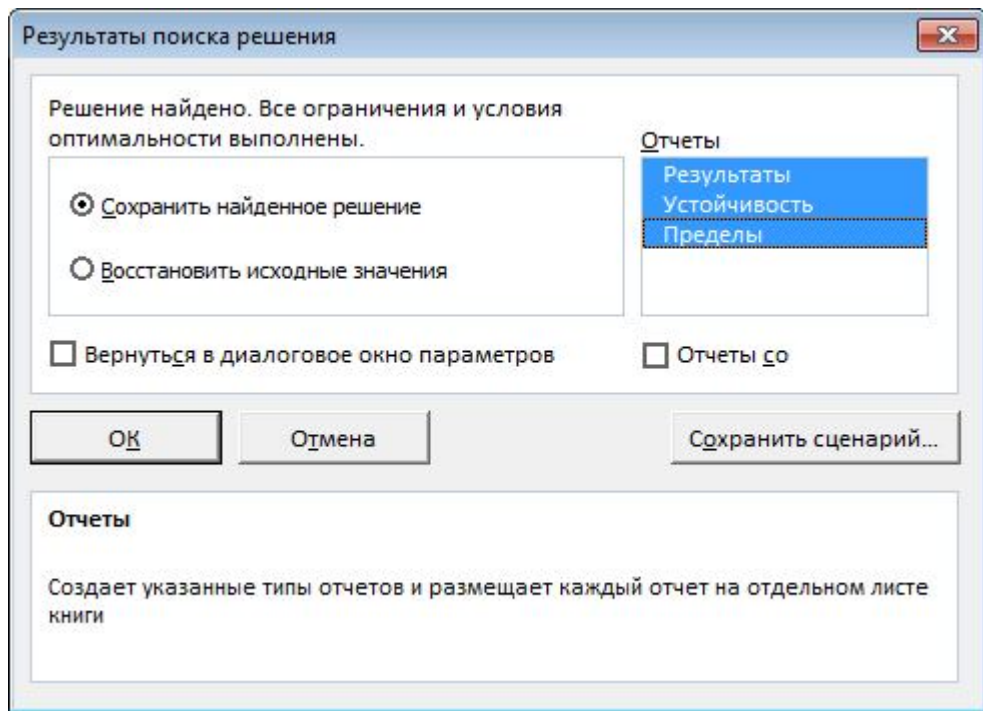 Результаты поиска решения
Решение найдено. Все ограничения и условия
оптимальности выполнены.
Отчеты
Результаты
Устойчивость
Пределы
Сохранить найденное решение
Восстановить исходные значения
Вернуться в диалоговое окно параметров
Отчеты со
ОК
Отмена
Сохранить сценарий...
Отчеты
Создает указанные типы отчетов и размещает каждый отчет на отдельном листе
книги